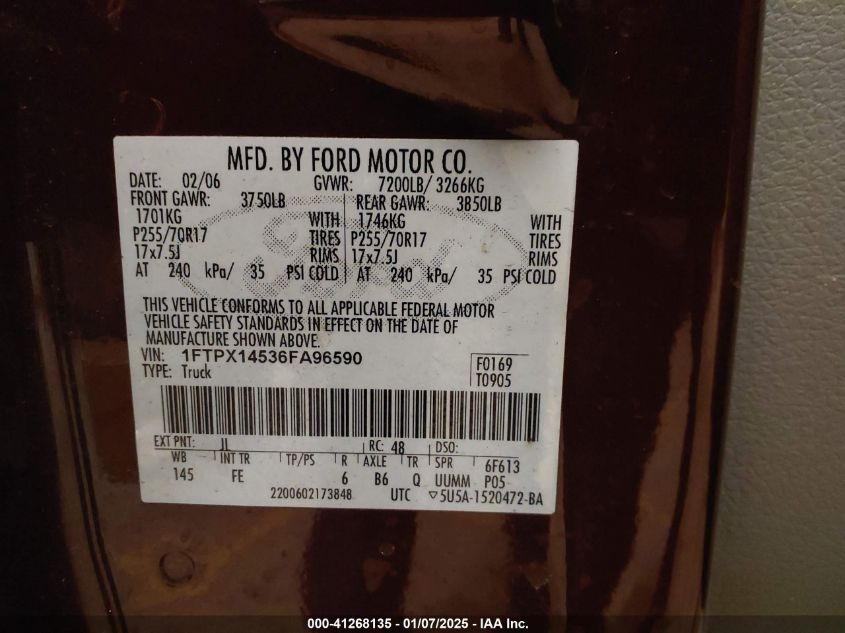 MFD. BY FORD MOTOR CO.
DATE: 02/06 GVWR: 7200LB/ 3266KG
FRONT GAWR: 3750LB REAR GAWR: 3850LB
1701KG WITH 1746KG WITH
P255/70R17 TIRES P255/70R17 TIRES
17x7.5J RIMS 17x7.5J RIMS
AT 240 kPa/ 35 PSI COLD AT 240 kPa/ 35 PSI COLD
THIS VEHICLE CONFORMS TO ALL APPLICABLE FEDERAL MOTOR
VEHICLE SAFETY STANDARDS IN EFFECT ON THE DATE OF
MANUFACTURE SHOWN ABOVE.
VIN: 1FTPX14536FA96590
TYPE: Truck
F0169
T0905
EXT PNT: JL RC: 48 DSO:
WB INT TR TP/PS R AXLE TR SPR 6F613
145 FE 6 B6 Q UUMM P05
2200602173848 UTC ▽5U5A-1520472-BA
Ford
000-41268135 - 01/07/2025 - IAA Inc.